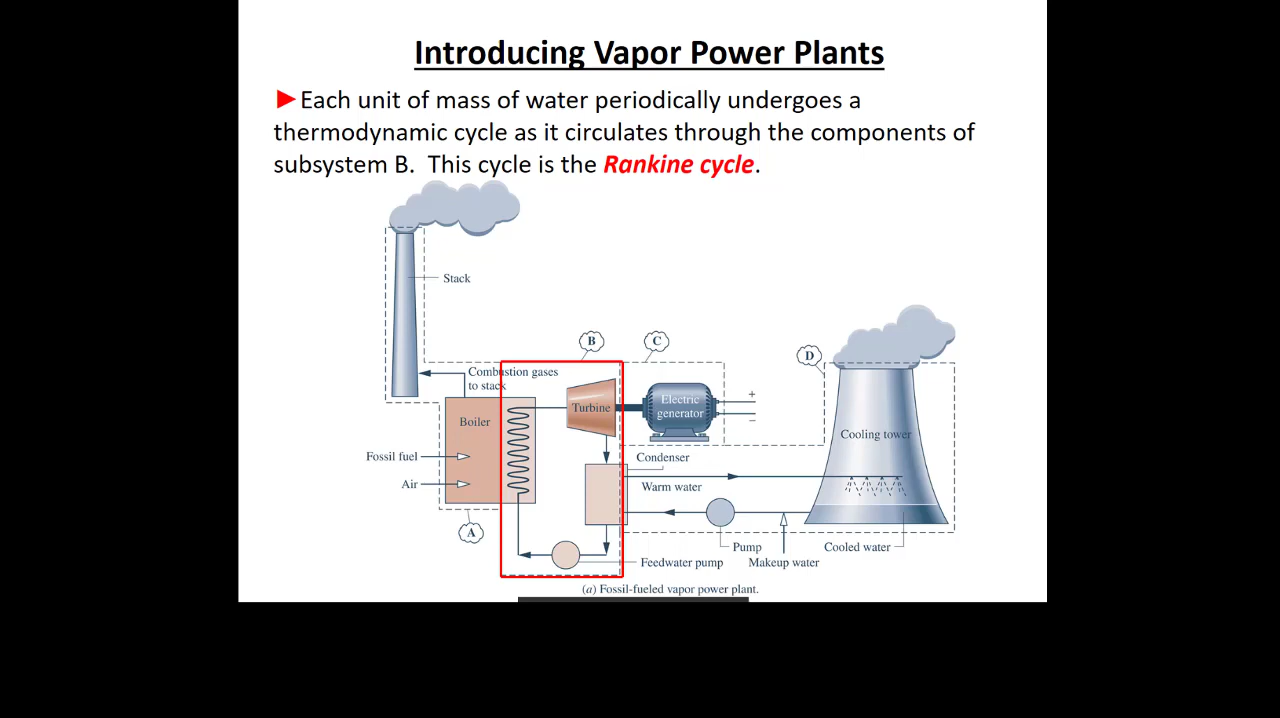 Introducing Vapor Power Plants
►Each unit of mass of water periodically undergoes a
thermodynamic cycle as it circulates through the components of
subsystem B.  This cycle is the Rankine cycle.
Stack
B
C
D
Combustion gases
to stack
Boiler
Turbine
Electric
generator
+
−
Cooling tower
Fossil fuel
Air
Condenser
Warm water
A
Pump
Cooled water
Feedwater pump
Makeup water
(a) Fossil-fueled vapor power plant.